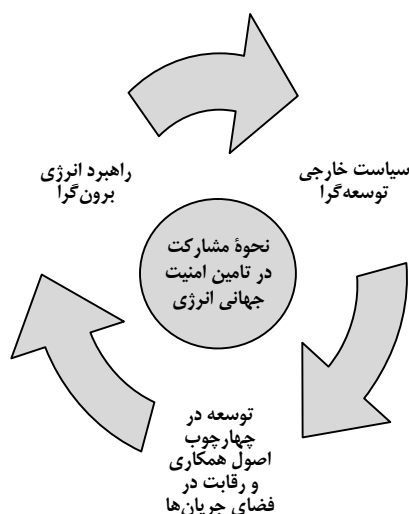 سیاست خارجی
توسعه‌گرا
راهبرد انرژی
برون‌گرا
نحوۀ مشارکت
در تامین امنیت
جهانی انرژی
توسعه در
چهارچوب
اصول همکاری
و رقابت در
فضای جریان‌ها